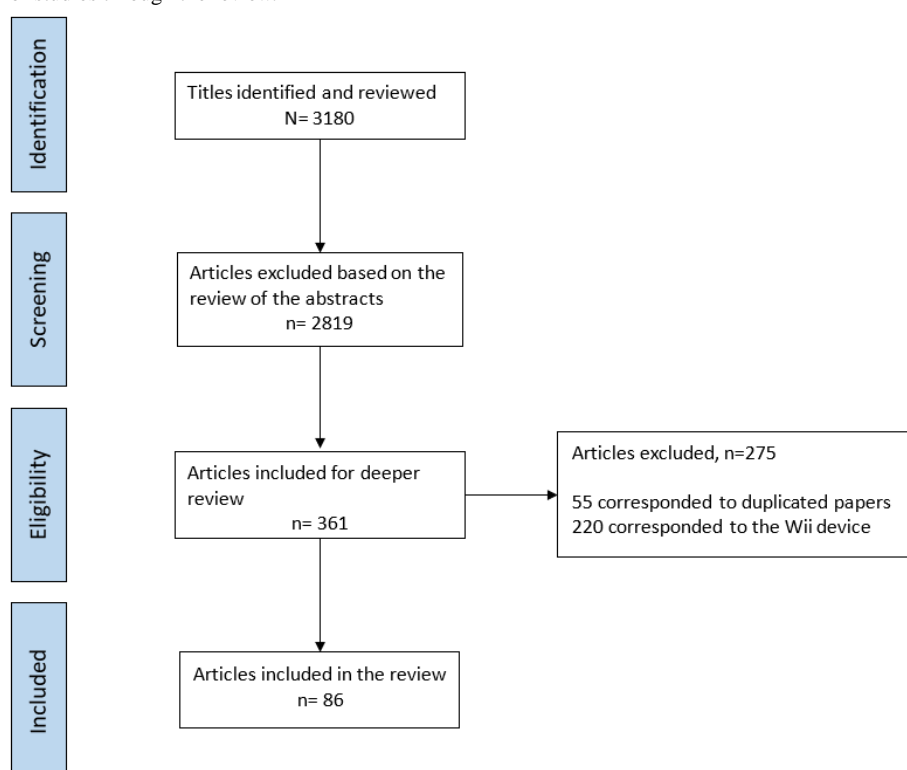 Identification
Titles identified and reviewed
N= 3180
Screening
Articles excluded based on the
review of the abstracts
n= 2819
Eligibility
Articles included for deeper
review
n= 361
Articles excluded, n=275
55 corresponded to duplicated papers
220 corresponded to the Wii device
Included
Articles included in the review
n= 86